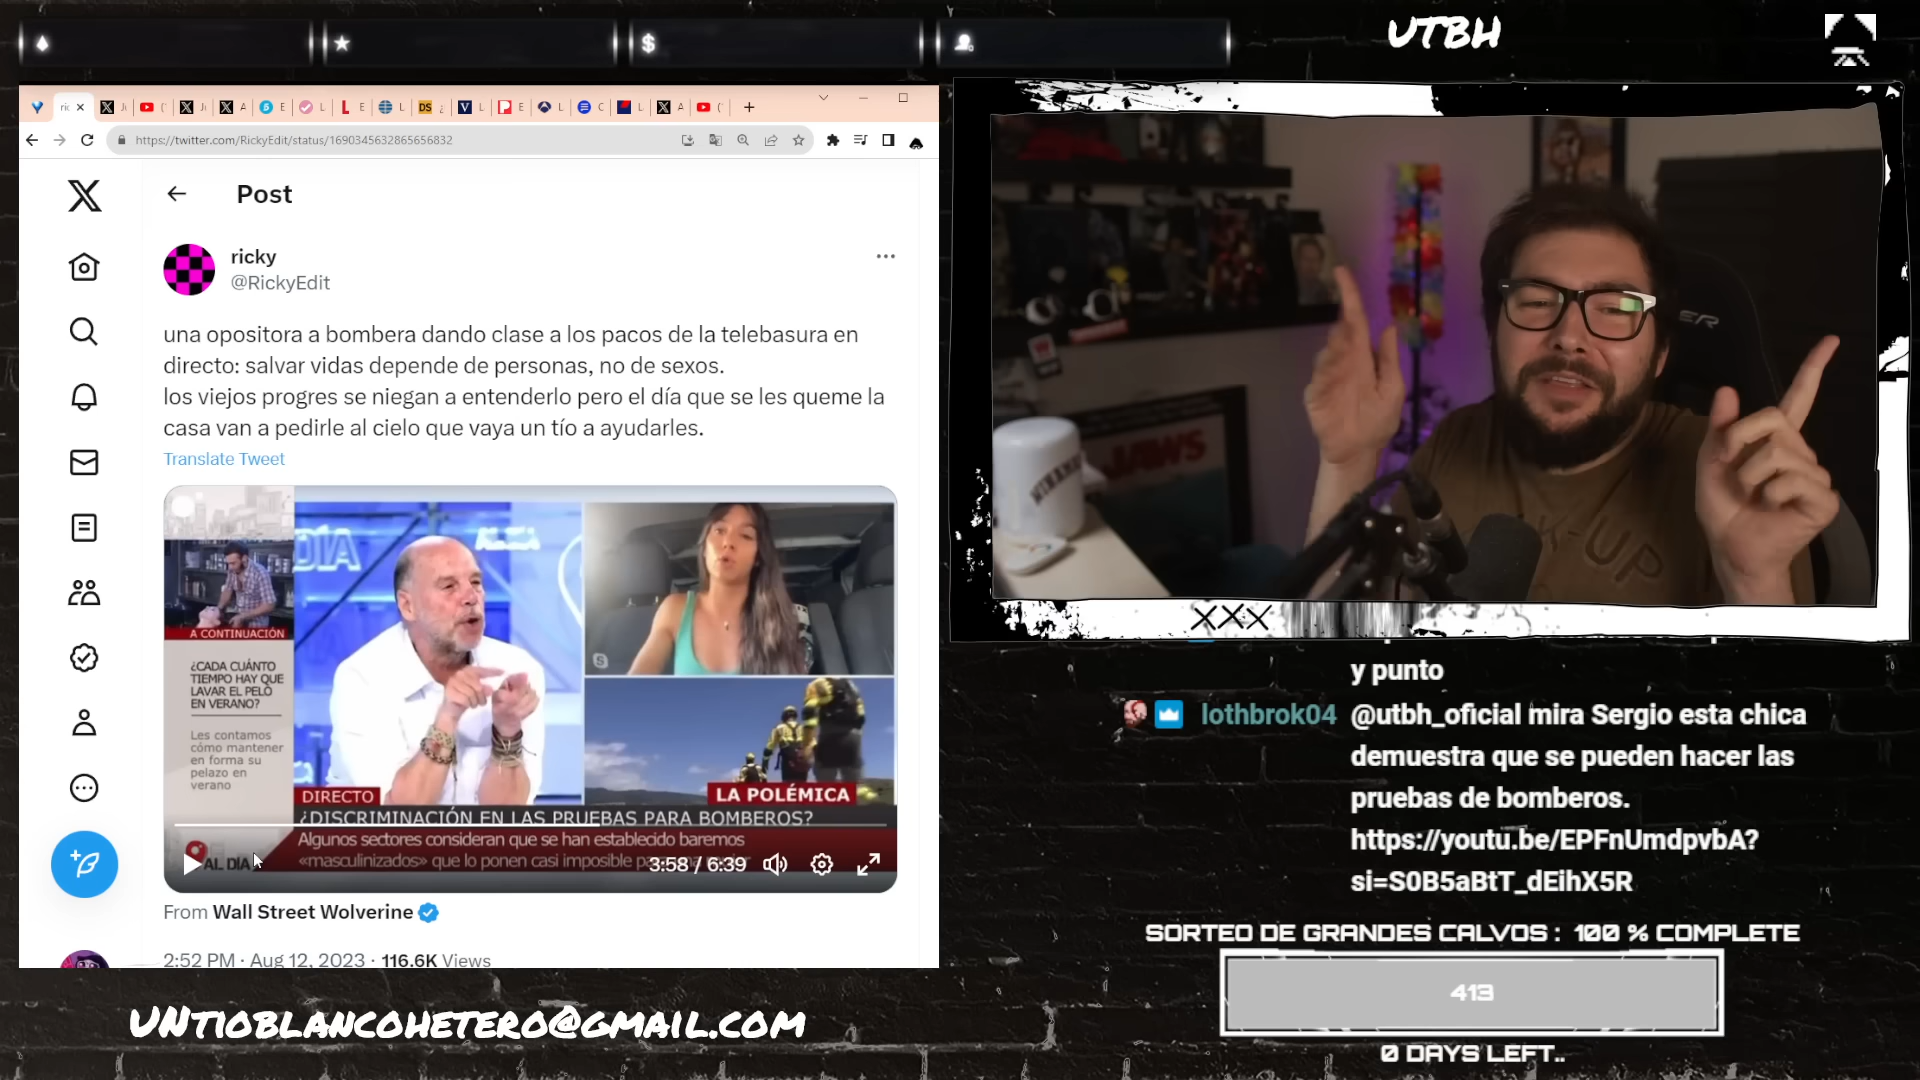 UTBH
https://twitter.com/RickyEdit/status/1690345632865656832
Post
ricky
@RickyEdit
una opositora a bombera dando clase a los pacos de la telebasura en
directo: salvar vidas depende de personas, no de sexos.
los viejos progres se niegan a entenderlo pero el día que se les queme la
casa van a pedirle al cielo que vaya un tío a ayudarles.
Translate Tweet
A CONTINUACIÓN
¿CADA CUÁNTO
TIEMPO HAY QUE
LAVAR EL PELO
EN VERANO?
Les contamos
cómo mantener
en forma su
pelazo en
verano
DÍA
DIRECTO
LA POLÉMICA
¿DISCRIMINACIÓN EN LAS PRUEBAS PARA BOMBEROS?
Algunos sectores consideran que se han establecido baremos
«masculinizados» que lo ponen casi imposible
AL DÍA
3:58 / 6:39
From Wall Street Wolverine
2:52 PM · Aug 12, 2023 · 116.6K Views
JAWS
XXX
y punto
lothbrok04 @utbh_oficial mira Sergio esta chica
demuestra que se pueden hacer las
pruebas de bomberos.
https://youtu.be/EPFnUmdpvbA?
si=S0B5aBtT_dEihX5R
SORTEO DE GRANDES CALVOS : 100 % COMPLETE
413
0 DAYS LEFT..
UNTIOBLANCOHETERO@GMAIL.COM